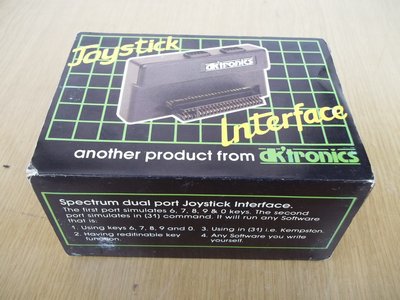 Joystick
dk'tronics
Interface
another product from dk'tronics
Spectrum dual port Joystick Interface.
The first port simulates 6, 7, 8, 9 & 0 keys. The second
port simulates in (31) command. It will run any Software
that is:
1. Using keys 6, 7, 8, 9 and 0.
2. Having redifinable key
function.
3. Using in (31) i.e. Kempston.
4. Any Software you write
yourself.